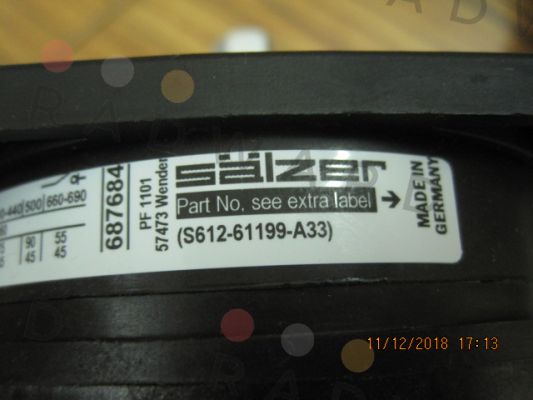 sälzer
Part No. see extra label →
(S612-61199-A33)
MADE IN
GERMANY
PF 1101
57473 Wenden
687684
-440 500 660-690
90 55
45 45
11/12/2018 17:13